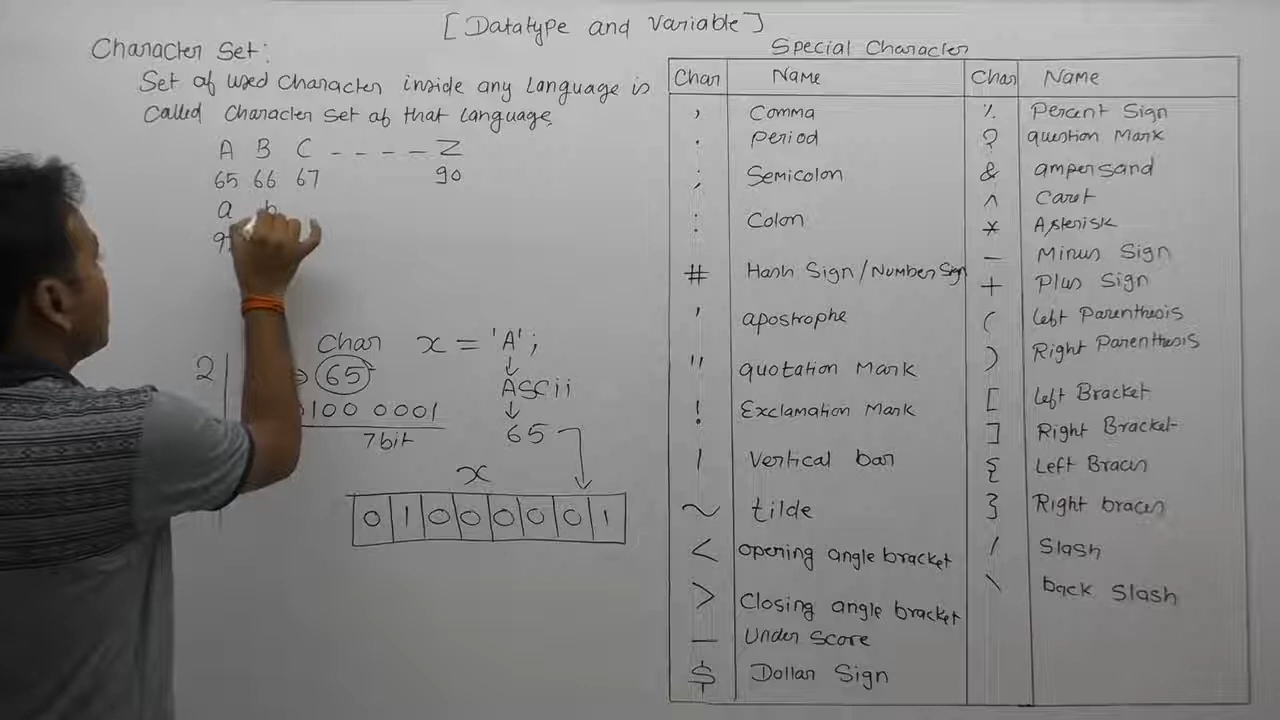 [Datatype and Variable]
Character Set:
Set of used Character inside any Language is
Called Character Set of that Language.
A B C - - - - - Z
65 66 67 90
a b
9
Char x = 'A';
2
65
ASCII
100 0001
7bit
65
x
0 1 0 0 0 0 0 1
Special Character
Char Name Char Name
, Comma % Percent Sign
. Period ? question Mark
; Semicolon & ampersand
: Colon ^ Caret
# Hash Sign/Number Sign * Asterisk
' apostrophe - Minus Sign
" quotation Mark + Plus Sign
! Exclamation Mark ( Left Parenthesis
| Vertical bar ) Right Parenthesis
~ tilde [ Left Bracket
< opening angle bracket ] Right Bracket
> Closing angle bracket { Left Braces
_ Under Score } Right braces
$ Dollar Sign / Slash
\ back Slash